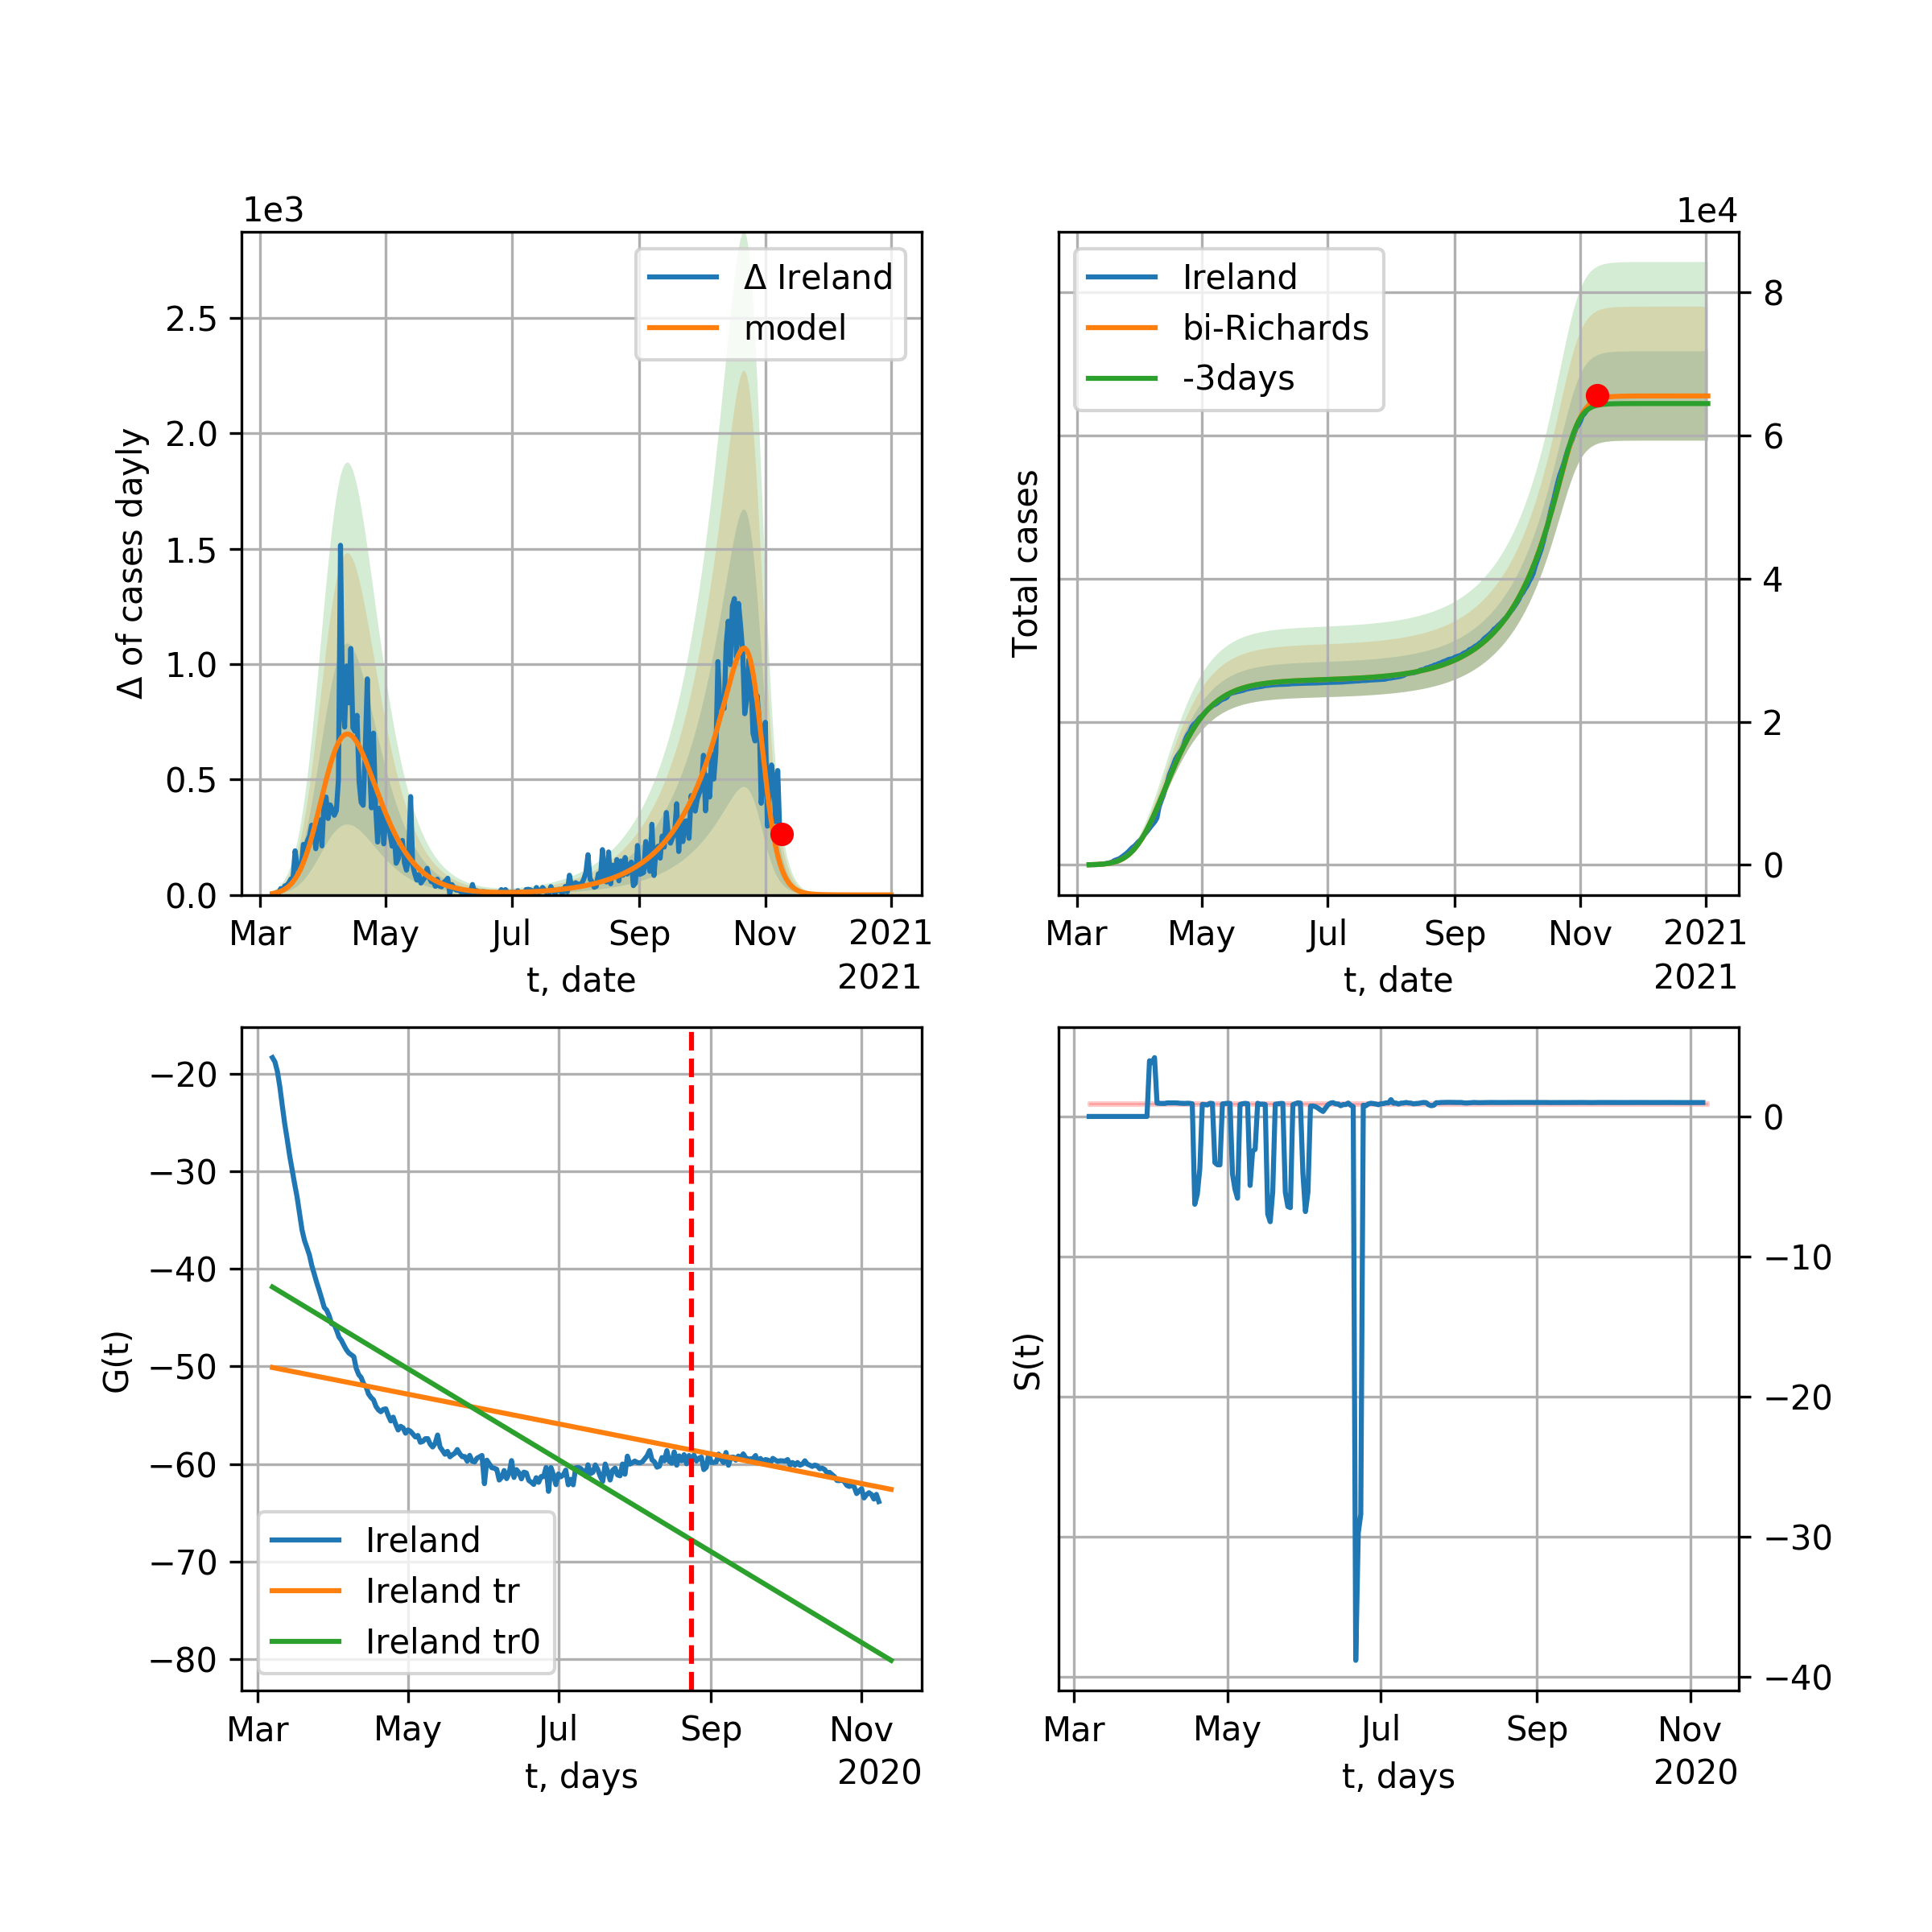 1e3
Δ Ireland
model
2.5
2.0
1.5
1.0
0.5
0.0
Δ of cases dayly
Mar May Jul Sep Nov 2021
t, date 2021
1e4
Ireland
bi-Richards
-3days
8
6
4
2
0
Total cases
Mar May Jul Sep Nov 2021
t, date 2021
−20
−30
−40
−50
−60
−70
−80
G(t)
Ireland
Ireland tr
Ireland tr0
Mar May Jul Sep Nov
t, days 2020
0
−10
−20
−30
−40
S(t)
Mar May Jul Sep Nov
t, days 2020